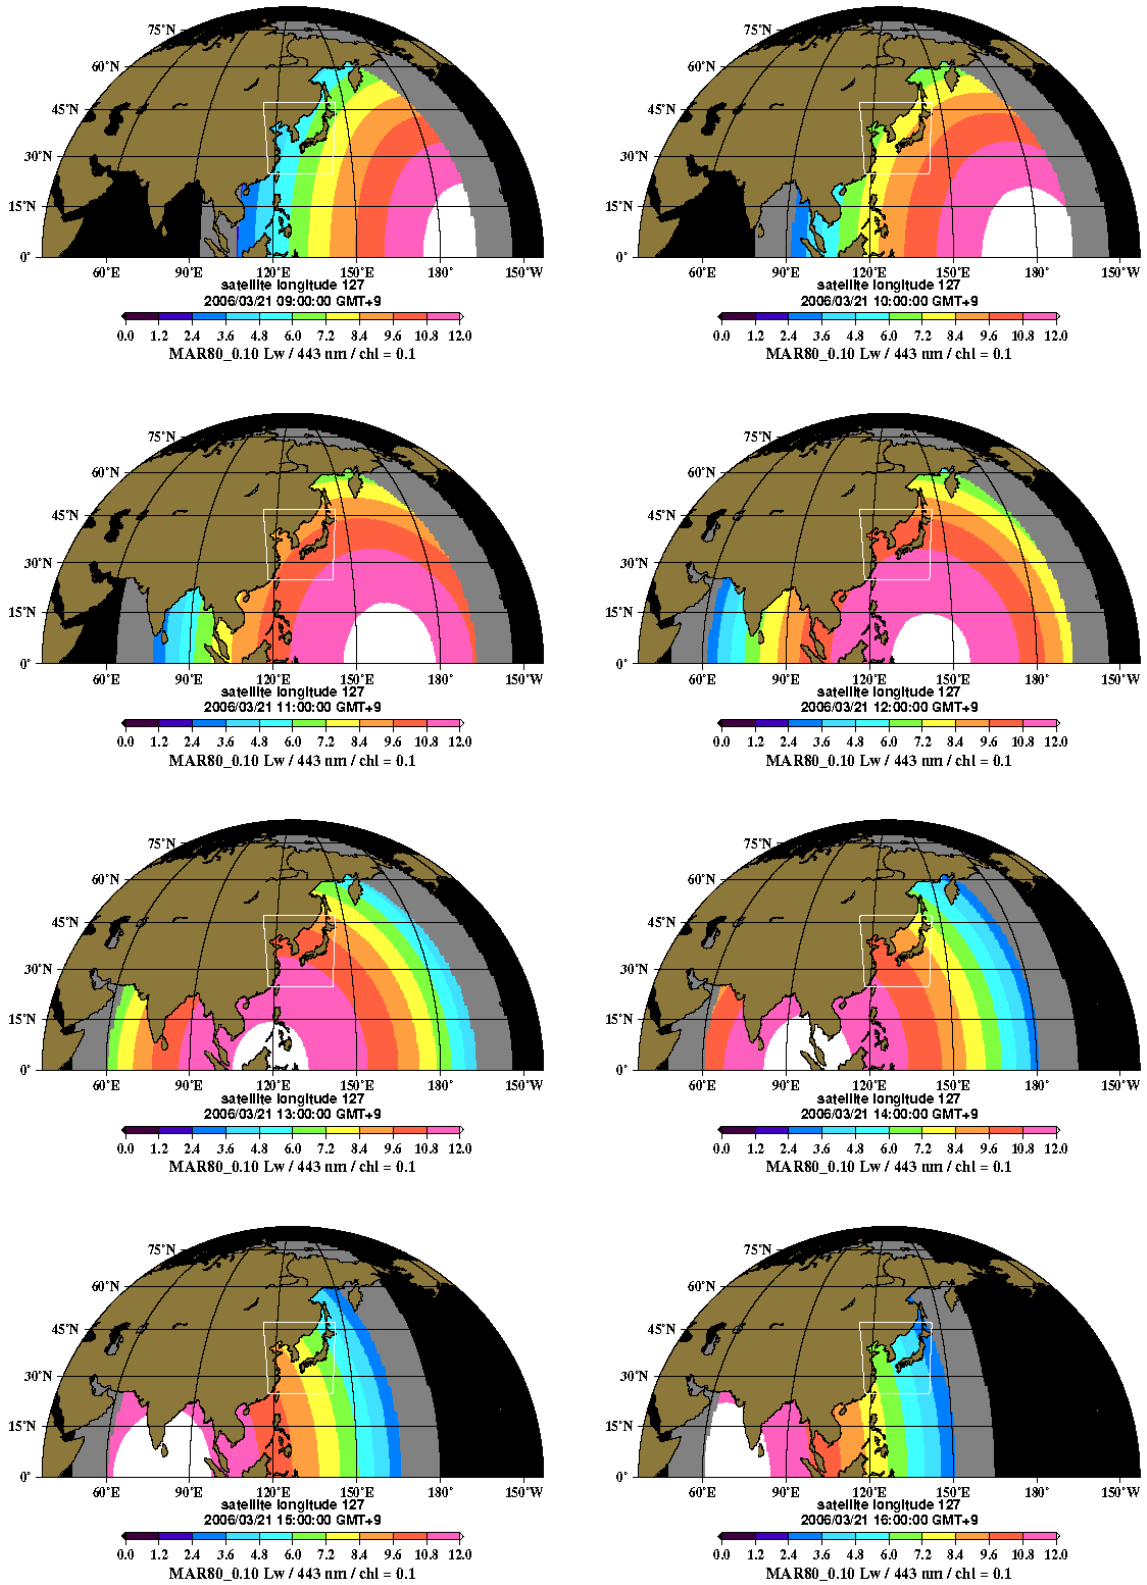 75°N
60°N
45°N
30°N
15°N
0°
60°E 90°E 120°E 150°E 180° 150°W
satellite longitude 127
2006/03/21 09:00:00 GMT+9
0.0 1.2 2.4 3.6 4.8 6.0 7.2 8.4 9.6 10.8 12.0
MAR80_0.10 Lw / 443 nm / chl = 0.1
75°N
60°N
45°N
30°N
15°N
0°
60°E 90°E 120°E 150°E 180° 150°W
satellite longitude 127
2006/03/21 10:00:00 GMT+9
0.0 1.2 2.4 3.6 4.8 6.0 7.2 8.4 9.6 10.8 12.0
MAR80_0.10 Lw / 443 nm / chl = 0.1
75°N
60°N
45°N
30°N
15°N
0°
60°E 90°E 120°E 150°E 180° 150°W
satellite longitude 127
2006/03/21 11:00:00 GMT+9
0.0 1.2 2.4 3.6 4.8 6.0 7.2 8.4 9.6 10.8 12.0
MAR80_0.10 Lw / 443 nm / chl = 0.1
75°N
60°N
45°N
30°N
15°N
0°
60°E 90°E 120°E 150°E 180° 150°W
satellite longitude 127
2006/03/21 12:00:00 GMT+9
0.0 1.2 2.4 3.6 4.8 6.0 7.2 8.4 9.6 10.8 12.0
MAR80_0.10 Lw / 443 nm / chl = 0.1
75°N
60°N
45°N
30°N
15°N
0°
60°E 90°E 120°E 150°E 180° 150°W
satellite longitude 127
2006/03/21 13:00:00 GMT+9
0.0 1.2 2.4 3.6 4.8 6.0 7.2 8.4 9.6 10.8 12.0
MAR80_0.10 Lw / 443 nm / chl = 0.1
75°N
60°N
45°N
30°N
15°N
0°
60°E 90°E 120°E 150°E 180° 150°W
satellite longitude 127
2006/03/21 14:00:00 GMT+9
0.0 1.2 2.4 3.6 4.8 6.0 7.2 8.4 9.6 10.8 12.0
MAR80_0.10 Lw / 443 nm / chl = 0.1
75°N
60°N
45°N
30°N
15°N
0°
60°E 90°E 120°E 150°E 180° 150°W
satellite longitude 127
2006/03/21 15:00:00 GMT+9
0.0 1.2 2.4 3.6 4.8 6.0 7.2 8.4 9.6 10.8 12.0
MAR80_0.10 Lw / 443 nm / chl = 0.1
75°N
60°N
45°N
30°N
15°N
0°
60°E 90°E 120°E 150°E 180° 150°W
satellite longitude 127
2006/03/21 16:00:00 GMT+9
0.0 1.2 2.4 3.6 4.8 6.0 7.2 8.4 9.6 10.8 12.0
MAR80_0.10 Lw / 443 nm / chl = 0.1